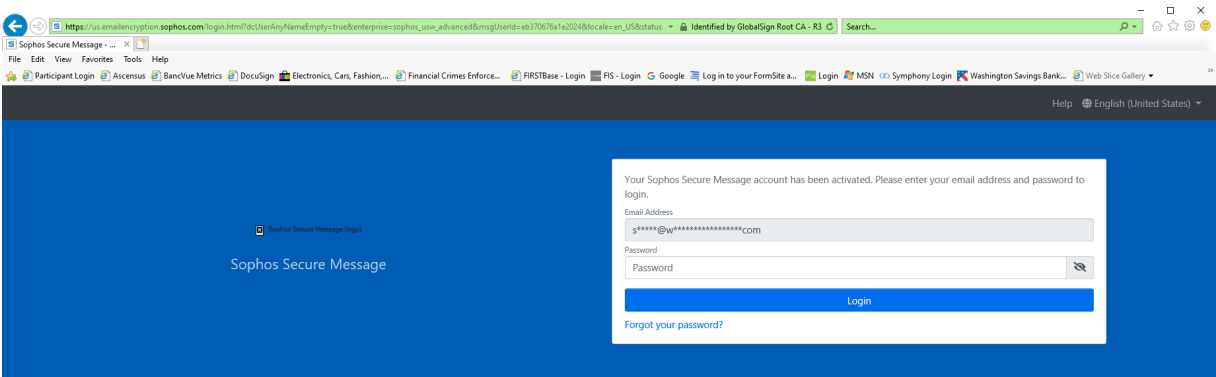 https://us.emailencryption.sophos.com/login.html?dcUserAnyNameEmpty=true&enterprise=sophos_usw_advanced&msgUserId=eb370676a1e2024&locale=en_US&status= Identified by GlobalSign Root CA - R3 Search...
Sophos Secure Message - ...
File Edit View Favorites Tools Help
Participant Login Ascensus BancVue Metrics DocuSign Electronics, Cars, Fashion,... Financial Crimes Enforce... FIRSTBase - Login FIS - Login Google Log in to your FormSite a... Login MSN Symphony Login Washington Savings Bank... Web Slice Gallery
Help English (United States)
Your Sophos Secure Message account has been activated. Please enter your email address and password to
login.
Email Address
s*****@w*****************com
Sophos Secure Message (logo)
Password
Sophos Secure Message
Password
Login
Forgot your password?